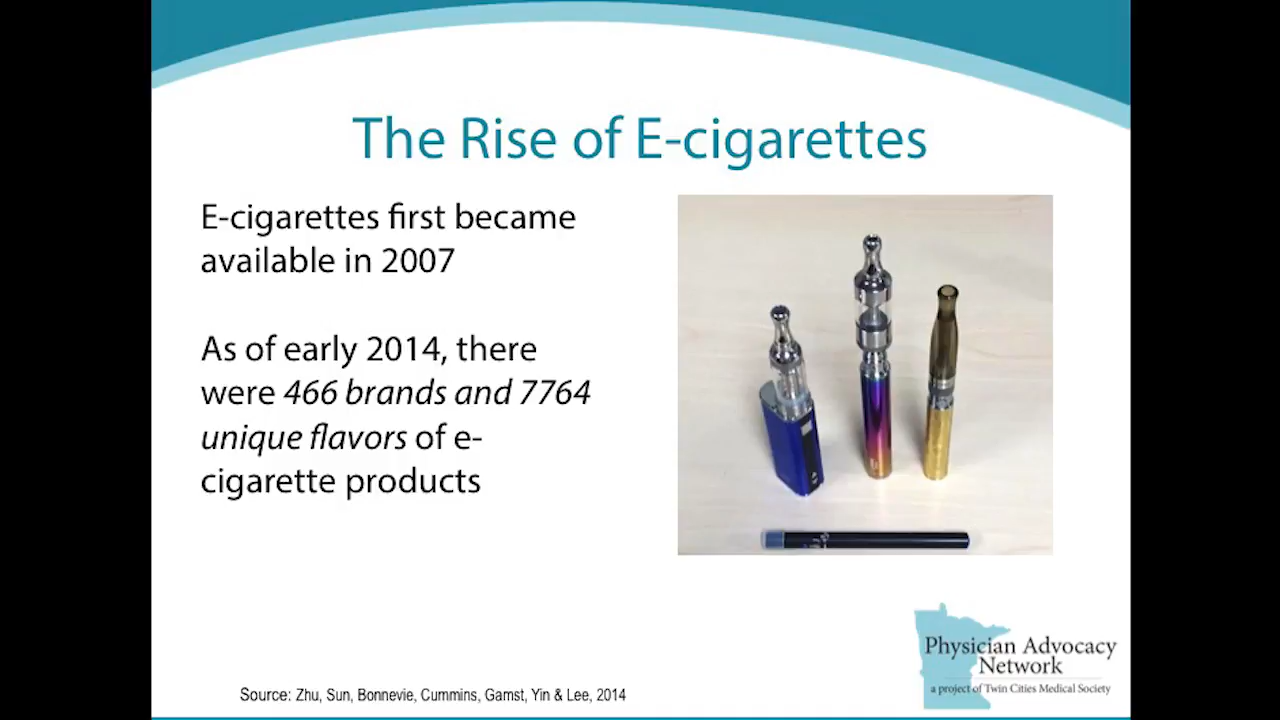 The Rise of E-cigarettes
E-cigarettes first became
available in 2007
As of early 2014, there
were 466 brands and 7764
unique flavors of e-
cigarette products
Physician Advocacy
Network
a project of Twin Cities Medical Society
Source: Zhu, Sun, Bonnevie, Cummins, Gamst, Yin & Lee, 2014